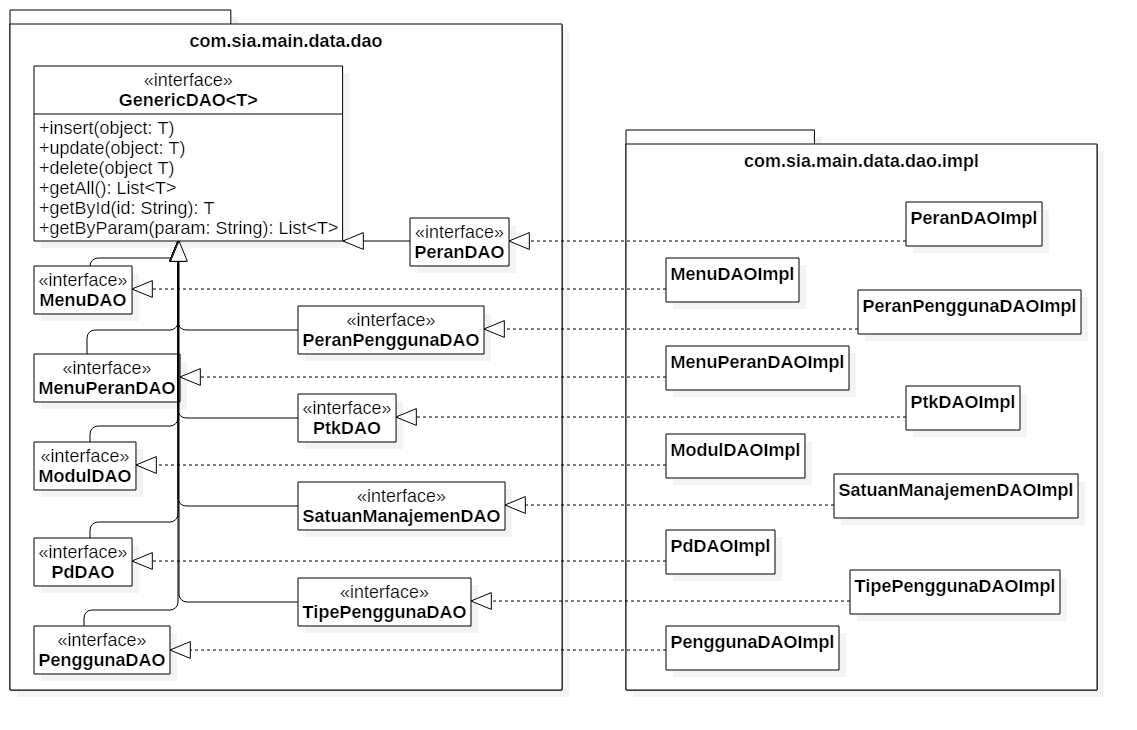 com.sia.main.data.dao
«interface»
GenericDAO<T>
+insert(object: T)
+update(object: T)
+delete(object T)
+getAll(): List<T>
+getById(id: String): T
+getByParam(param: String): List<T>
«interface»
PeranDAO
«interface»
MenuDAO
«interface»
PeranPenggunaDAO
«interface»
MenuPeranDAO
«interface»
PtkDAO
«interface»
ModulDAO
«interface»
SatuanManajemenDAO
«interface»
PdDAO
«interface»
TipePenggunaDAO
«interface»
PenggunaDAO
com.sia.main.data.dao.impl
PeranDAOImpl
MenuDAOImpl
PeranPenggunaDAOImpl
MenuPeranDAOImpl
PtkDAOImpl
ModulDAOImpl
SatuanManajemenDAOImpl
PdDAOImpl
TipePenggunaDAOImpl
PenggunaDAOImpl